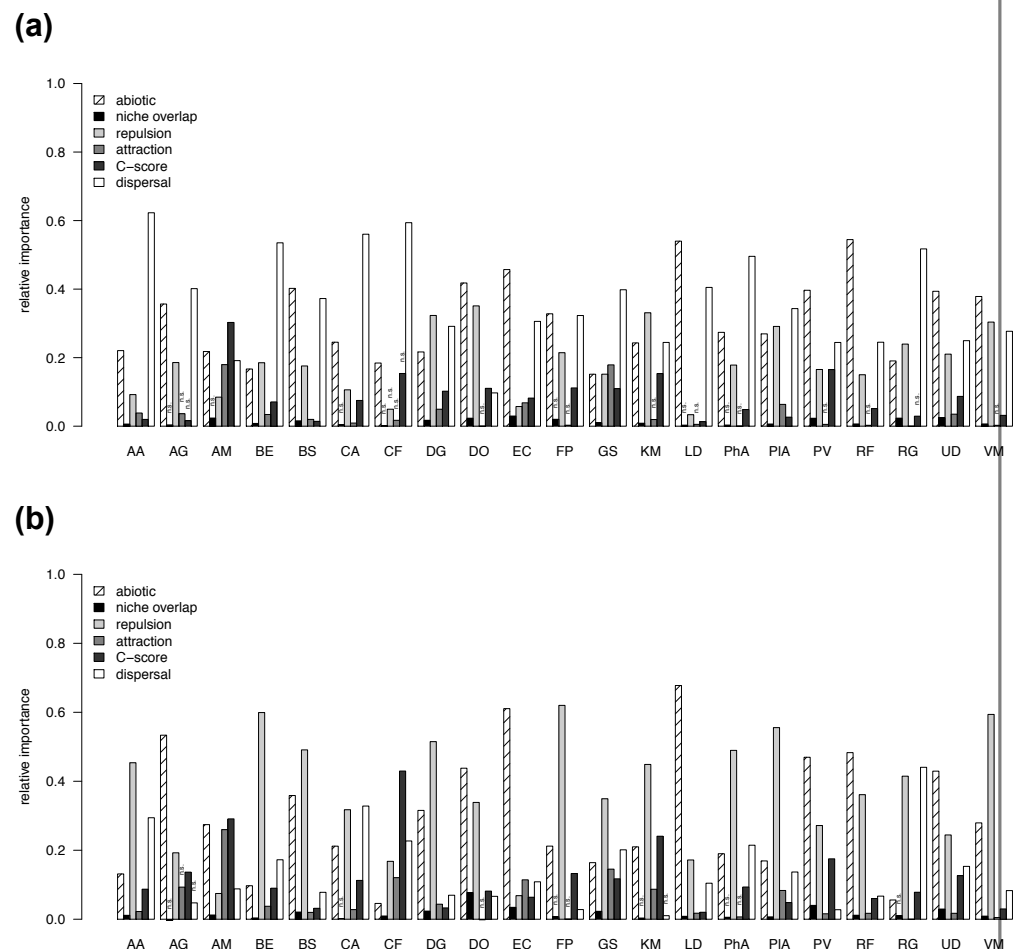 (a)
1.0
abiotic
niche overlap
0.8
repulsion
attraction
C−score
dispersal
0.6
relative importance
0.4
0.2
0.0
n.s. n.s. n.s. n.s. n.s. n.s. n.s. n.s. n.s. n.s. n.s. n.s. n.s. n.s. n.s. n.s. n.s. n.s. n.s. n.s. n.s.
AA AG AM BE BS CA CF DG DO EC FP GS KM LD PhA PlA PV RF RG UD VM
(b)
1.0
abiotic
niche overlap
0.8
repulsion
attraction
C−score
dispersal
0.6
relative importance
0.4
0.2
0.0
n.s. n.s. n.s. n.s. n.s. n.s. n.s. n.s. n.s. n.s. n.s.
AA AG AM BE BS CA CF DG DO EC FP GS KM LD PhA PlA PV RF RG UD VM